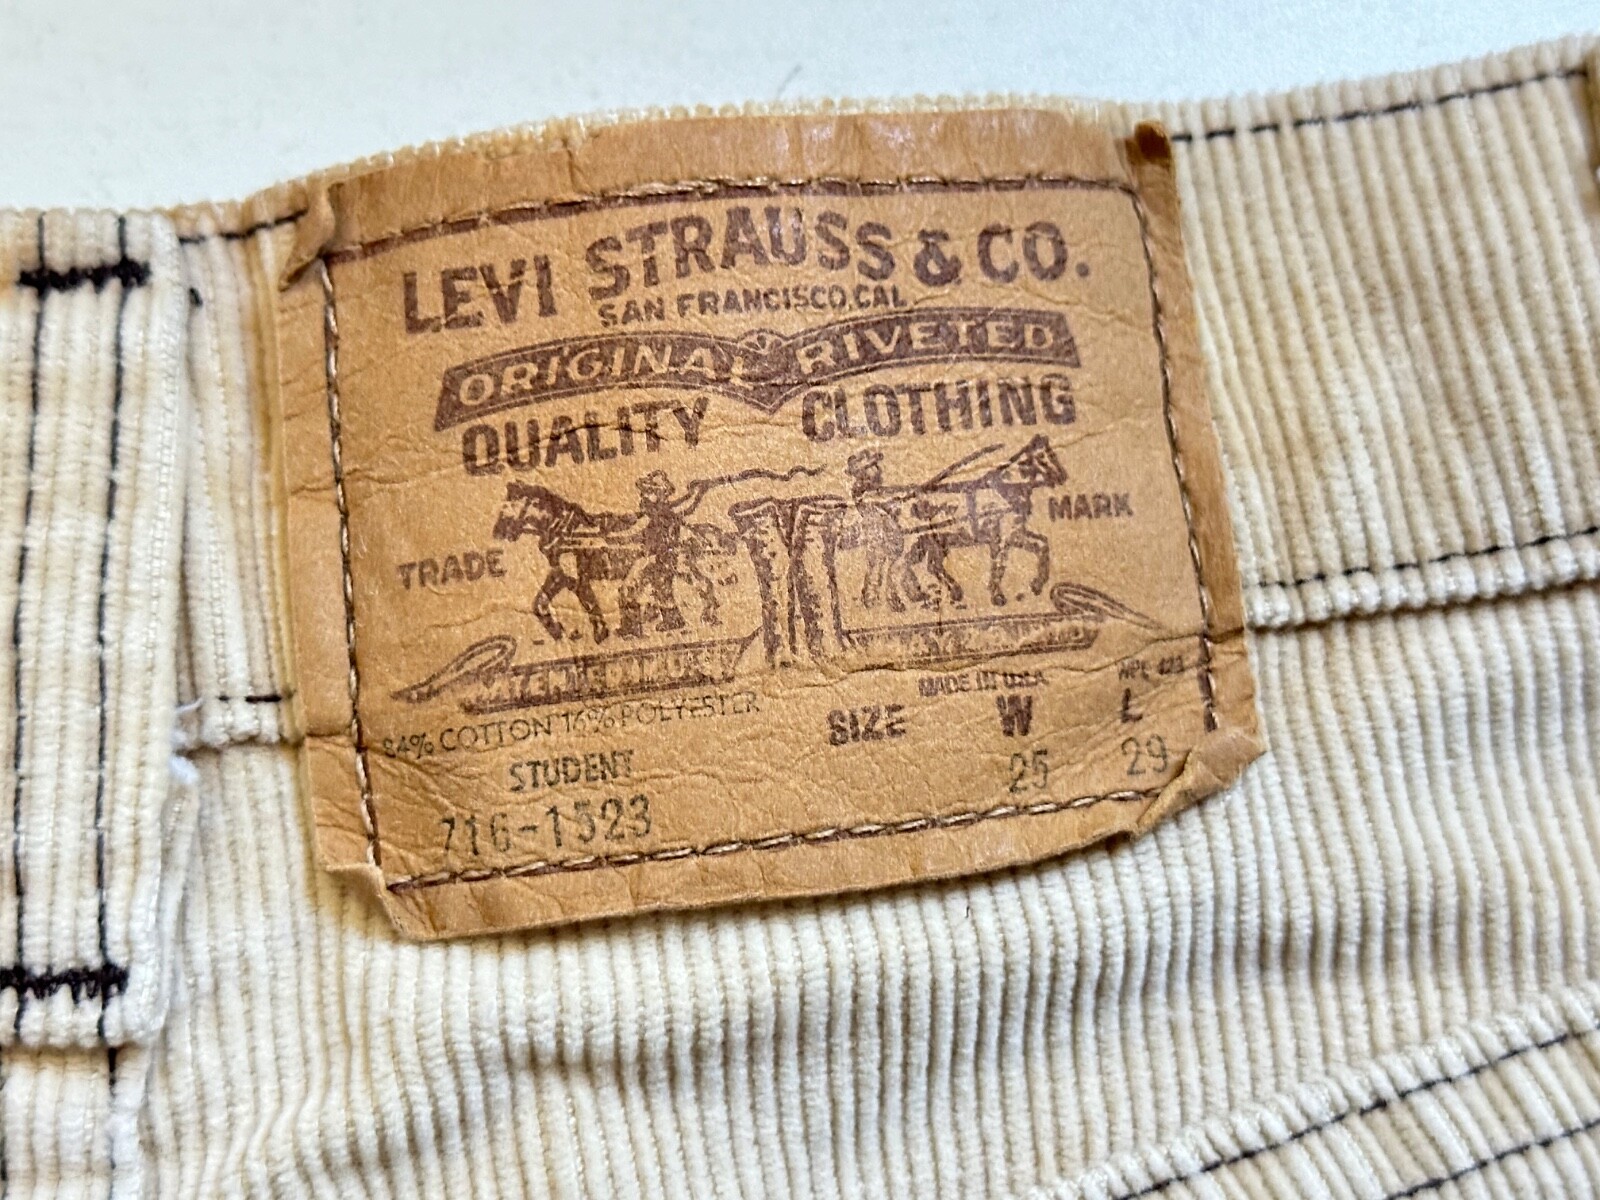 LEVI STRAUSS & CO.
SAN FRANCISCO, CAL
ORIGINAL RIVETED
QUALITY CLOTHING
TRADE MARK
84% COTTON 16% POLYESTER
MADE IN U.S.A.
STUDENT
SIZE W L
716-1523
25 29